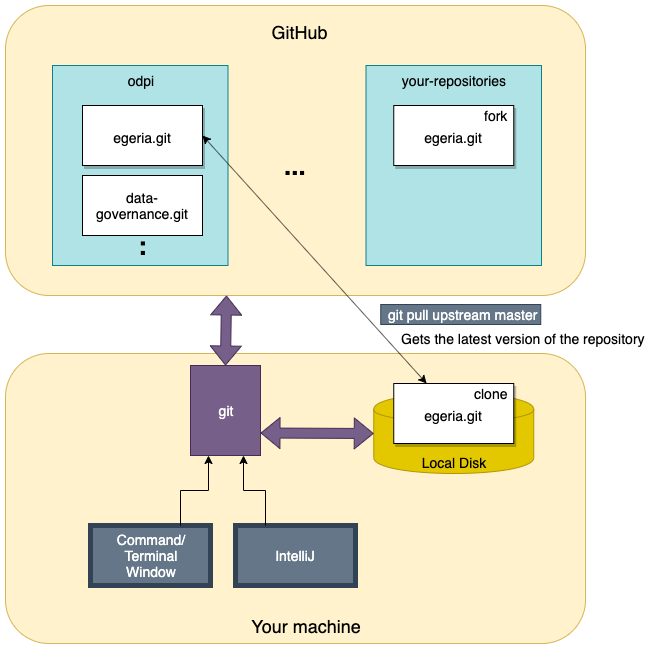 GitHub
odpi
egeria.git
data-
governance.git
:
...
your-repositories
fork
egeria.git
git pull upstream master
Gets the latest version of the repository
git
clone
egeria.git
Local Disk
Command/
Terminal
Window
IntelliJ
Your machine